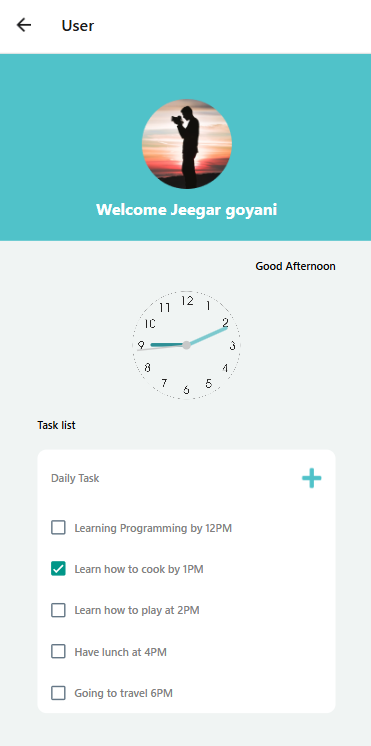 User
Welcome Jeegar goyani
Good Afternoon
12
1
2
3
4
5
6
7
8
9
10
11
Task list
Daily Task
Learning Programming by 12PM
Learn how to cook by 1PM
Learn how to play at 2PM
Have lunch at 4PM
Going to travel 6PM